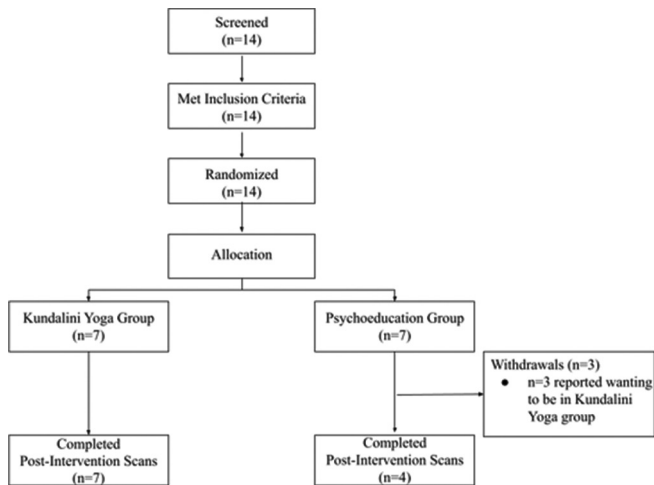 Screened
(n=14)
Met Inclusion Criteria
(n=14)
Randomized
(n=14)
Allocation
Kundalini Yoga Group
(n=7)
Psychoeducation Group
(n=7)
Withdrawals (n=3)
● n=3 reported wanting
to be in Kundalini
Yoga group
Completed
Post-Intervention Scans
(n=7)
Completed
Post-Intervention Scans
(n=4)